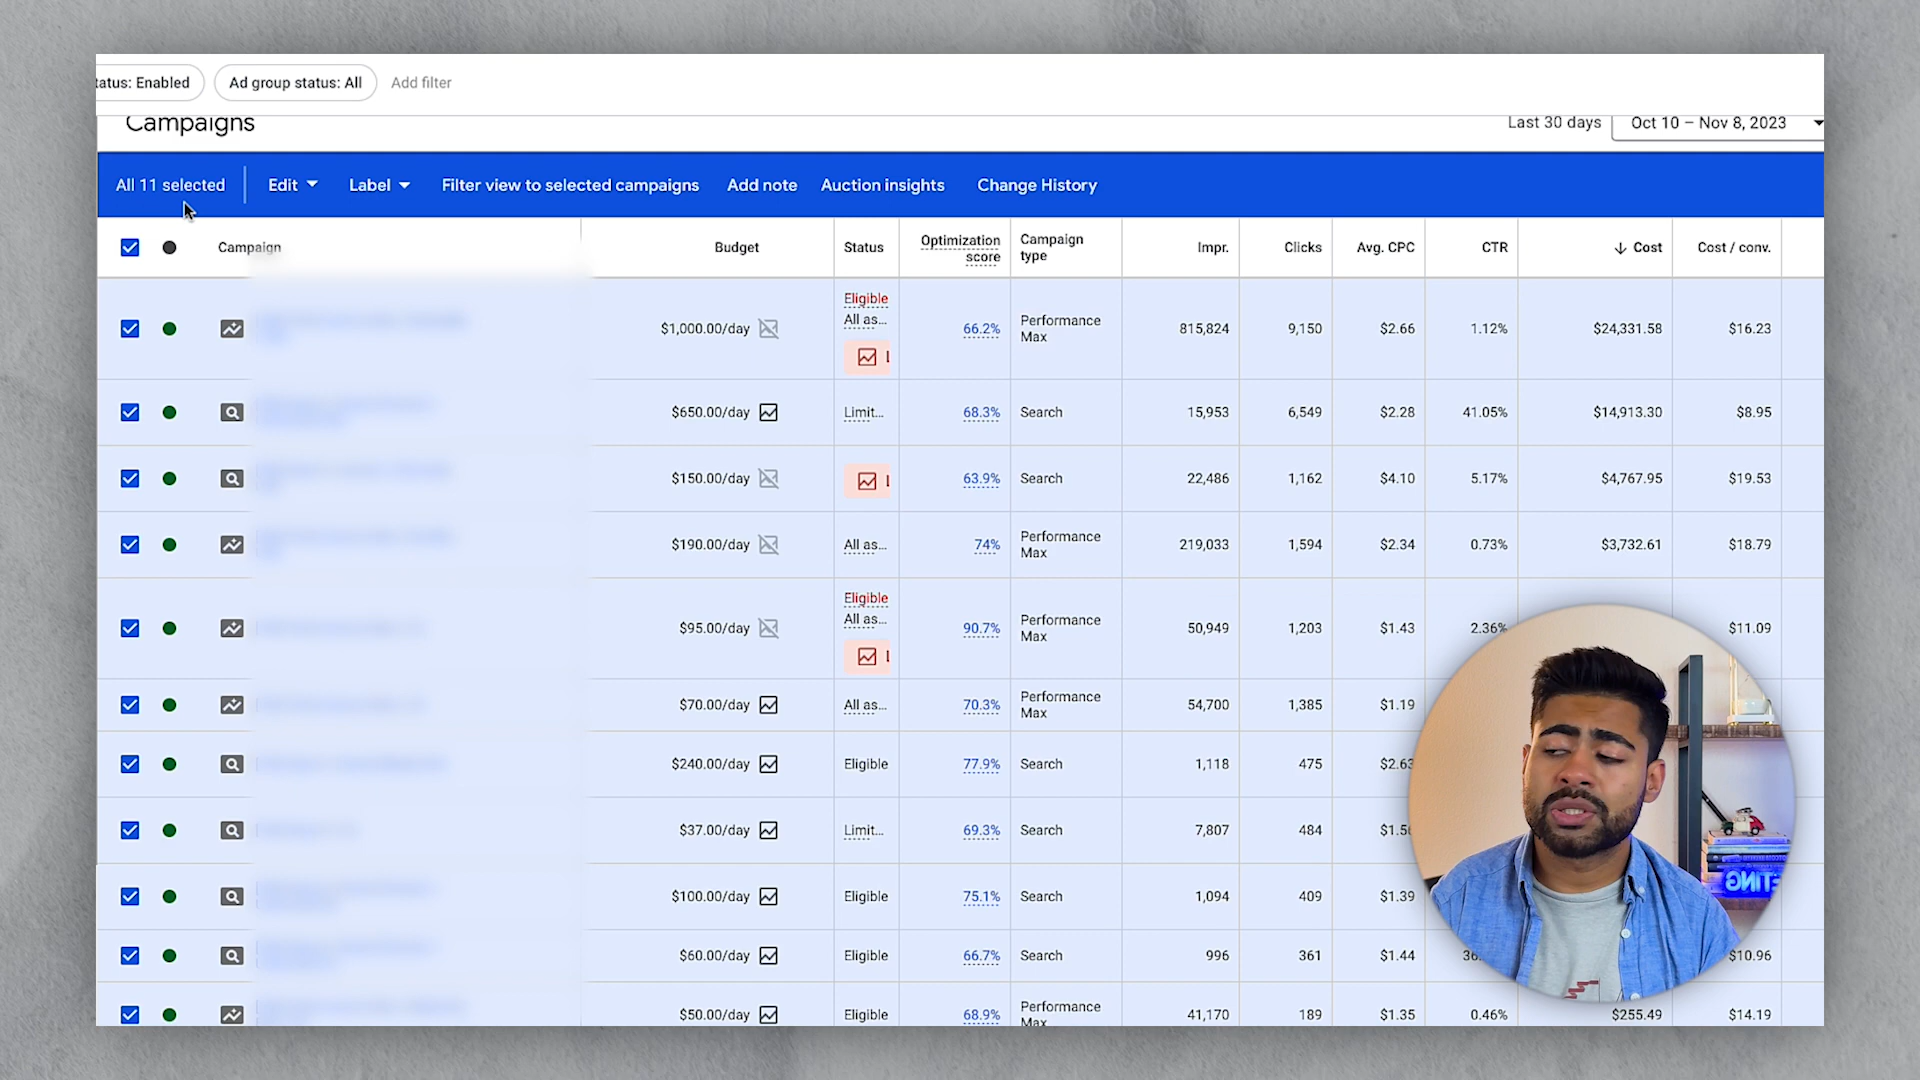 tatus: Enabled Ad group status: All Add filter
Campaigns Last 30 days Oct 10 – Nov 8, 2023
All 11 selected Edit Label Filter view to selected campaigns Add note Auction insights Change History
Campaign Budget Status Optimization score Campaign type Impr. Clicks Avg. CPC CTR Cost Cost / conv.
$1,000.00/day Eligible All as... 66.2% Performance Max 815,824 9,150 $2.66 1.12% $24,331.58 $16.23
$650.00/day Limit... 68.3% Search 15,953 6,549 $2.28 41.05% $14,913.30 $8.95
$150.00/day 63.9% Search 22,486 1,162 $4.10 5.17% $4,767.95 $19.53
$190.00/day All as... 74% Performance Max 219,033 1,594 $2.34 0.73% $3,732.61 $18.79
$95.00/day Eligible All as... 90.7% Performance Max 50,949 1,203 $1.43 2.36% $11.09
$70.00/day All as... 70.3% Performance Max 54,700 1,385 $1.19
$240.00/day Eligible 77.9% Search 1,118 475 $2.63
$37.00/day Limit... 69.3% Search 7,807 484
$100.00/day Eligible 75.1% Search 1,094 409 $1.39
$60.00/day Eligible 66.7% Search 996 361 $1.44 $10.96
$50.00/day Eligible 68.9% Performance Max 41,170 189 $1.35 0.46% $255.49 $14.19